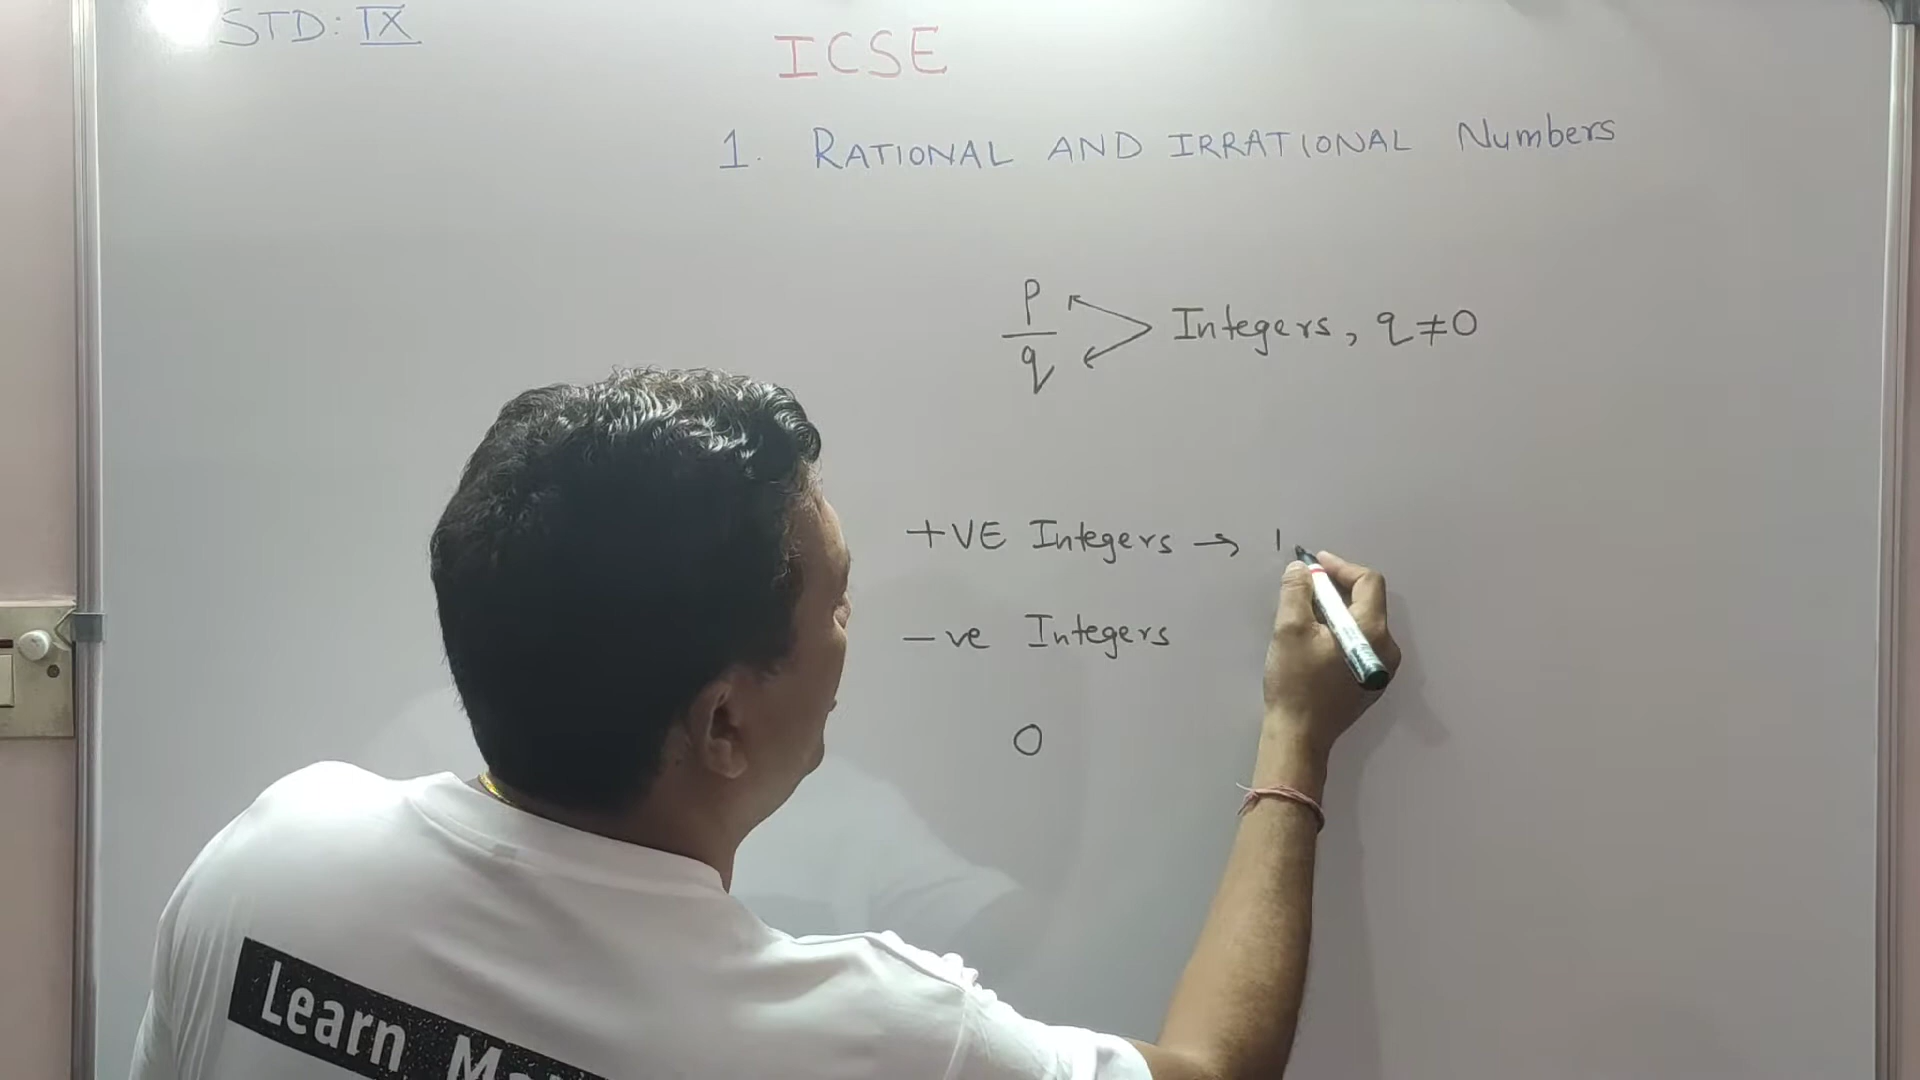 STD: IX
ICSE
1. RATIONAL AND IRRATIONAL Numbers
p/q Integers, q ≠ 0
+VE Integers → 1
-ve Integers
0
Learn